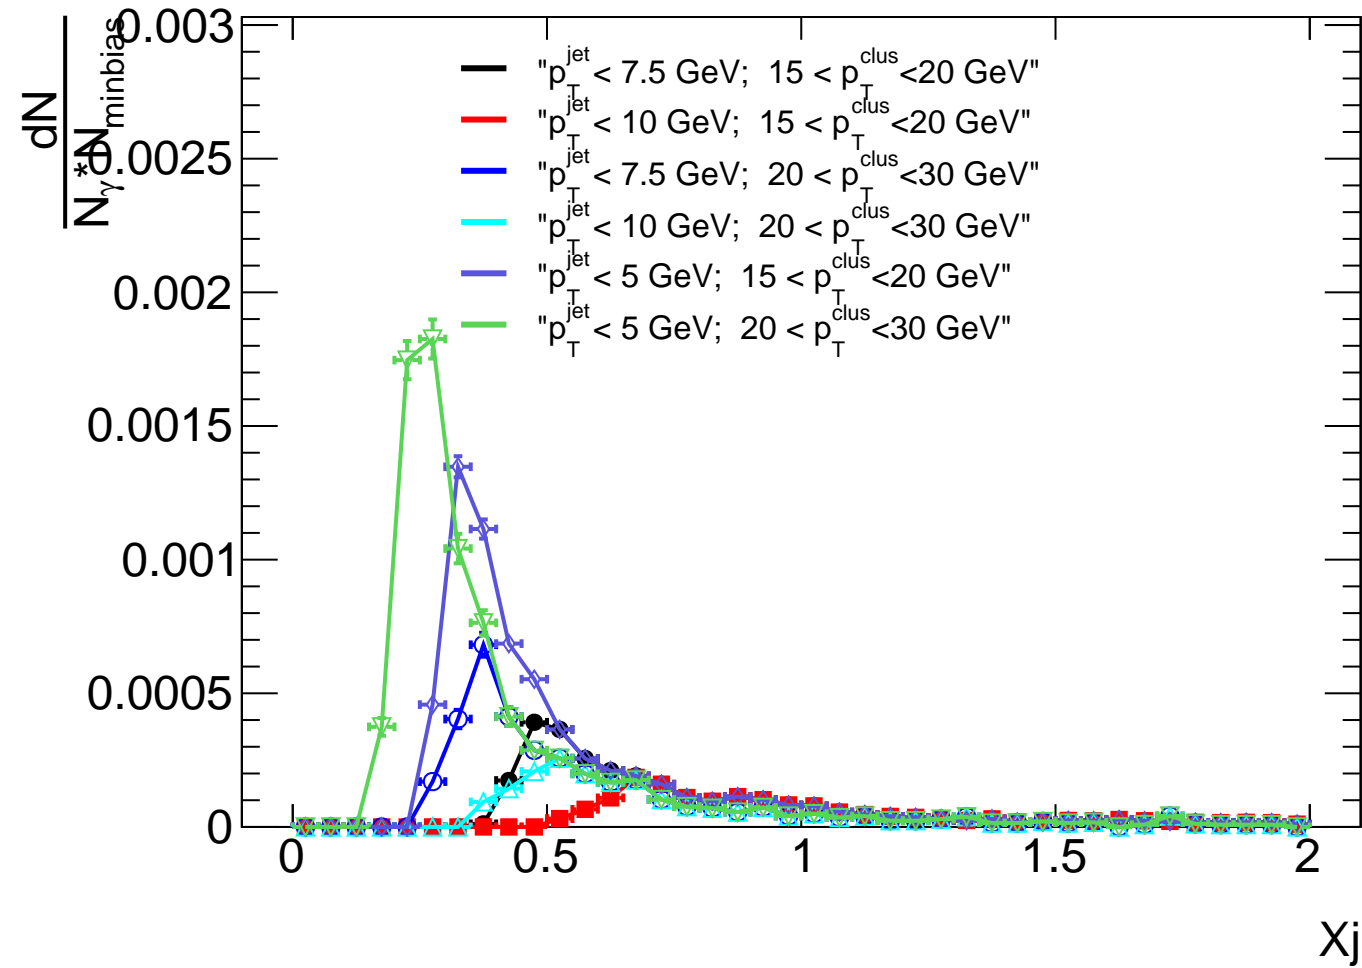 dN
N_γ*N_minbias
0.003
0.0025
0.002
0.0015
0.001
0.0005
0
"p_T^jet < 7.5 GeV; 15 < p_T^clus <20 GeV"
"p_T^jet < 10 GeV; 15 < p_T^clus <20 GeV"
"p_T^jet < 7.5 GeV; 20 < p_T^clus <30 GeV"
"p_T^jet < 10 GeV; 20 < p_T^clus <30 GeV"
"p_T^jet < 5 GeV; 15 < p_T^clus <20 GeV"
"p_T^jet < 5 GeV; 20 < p_T^clus <30 GeV"
0 0.5 1 1.5 2
Xj